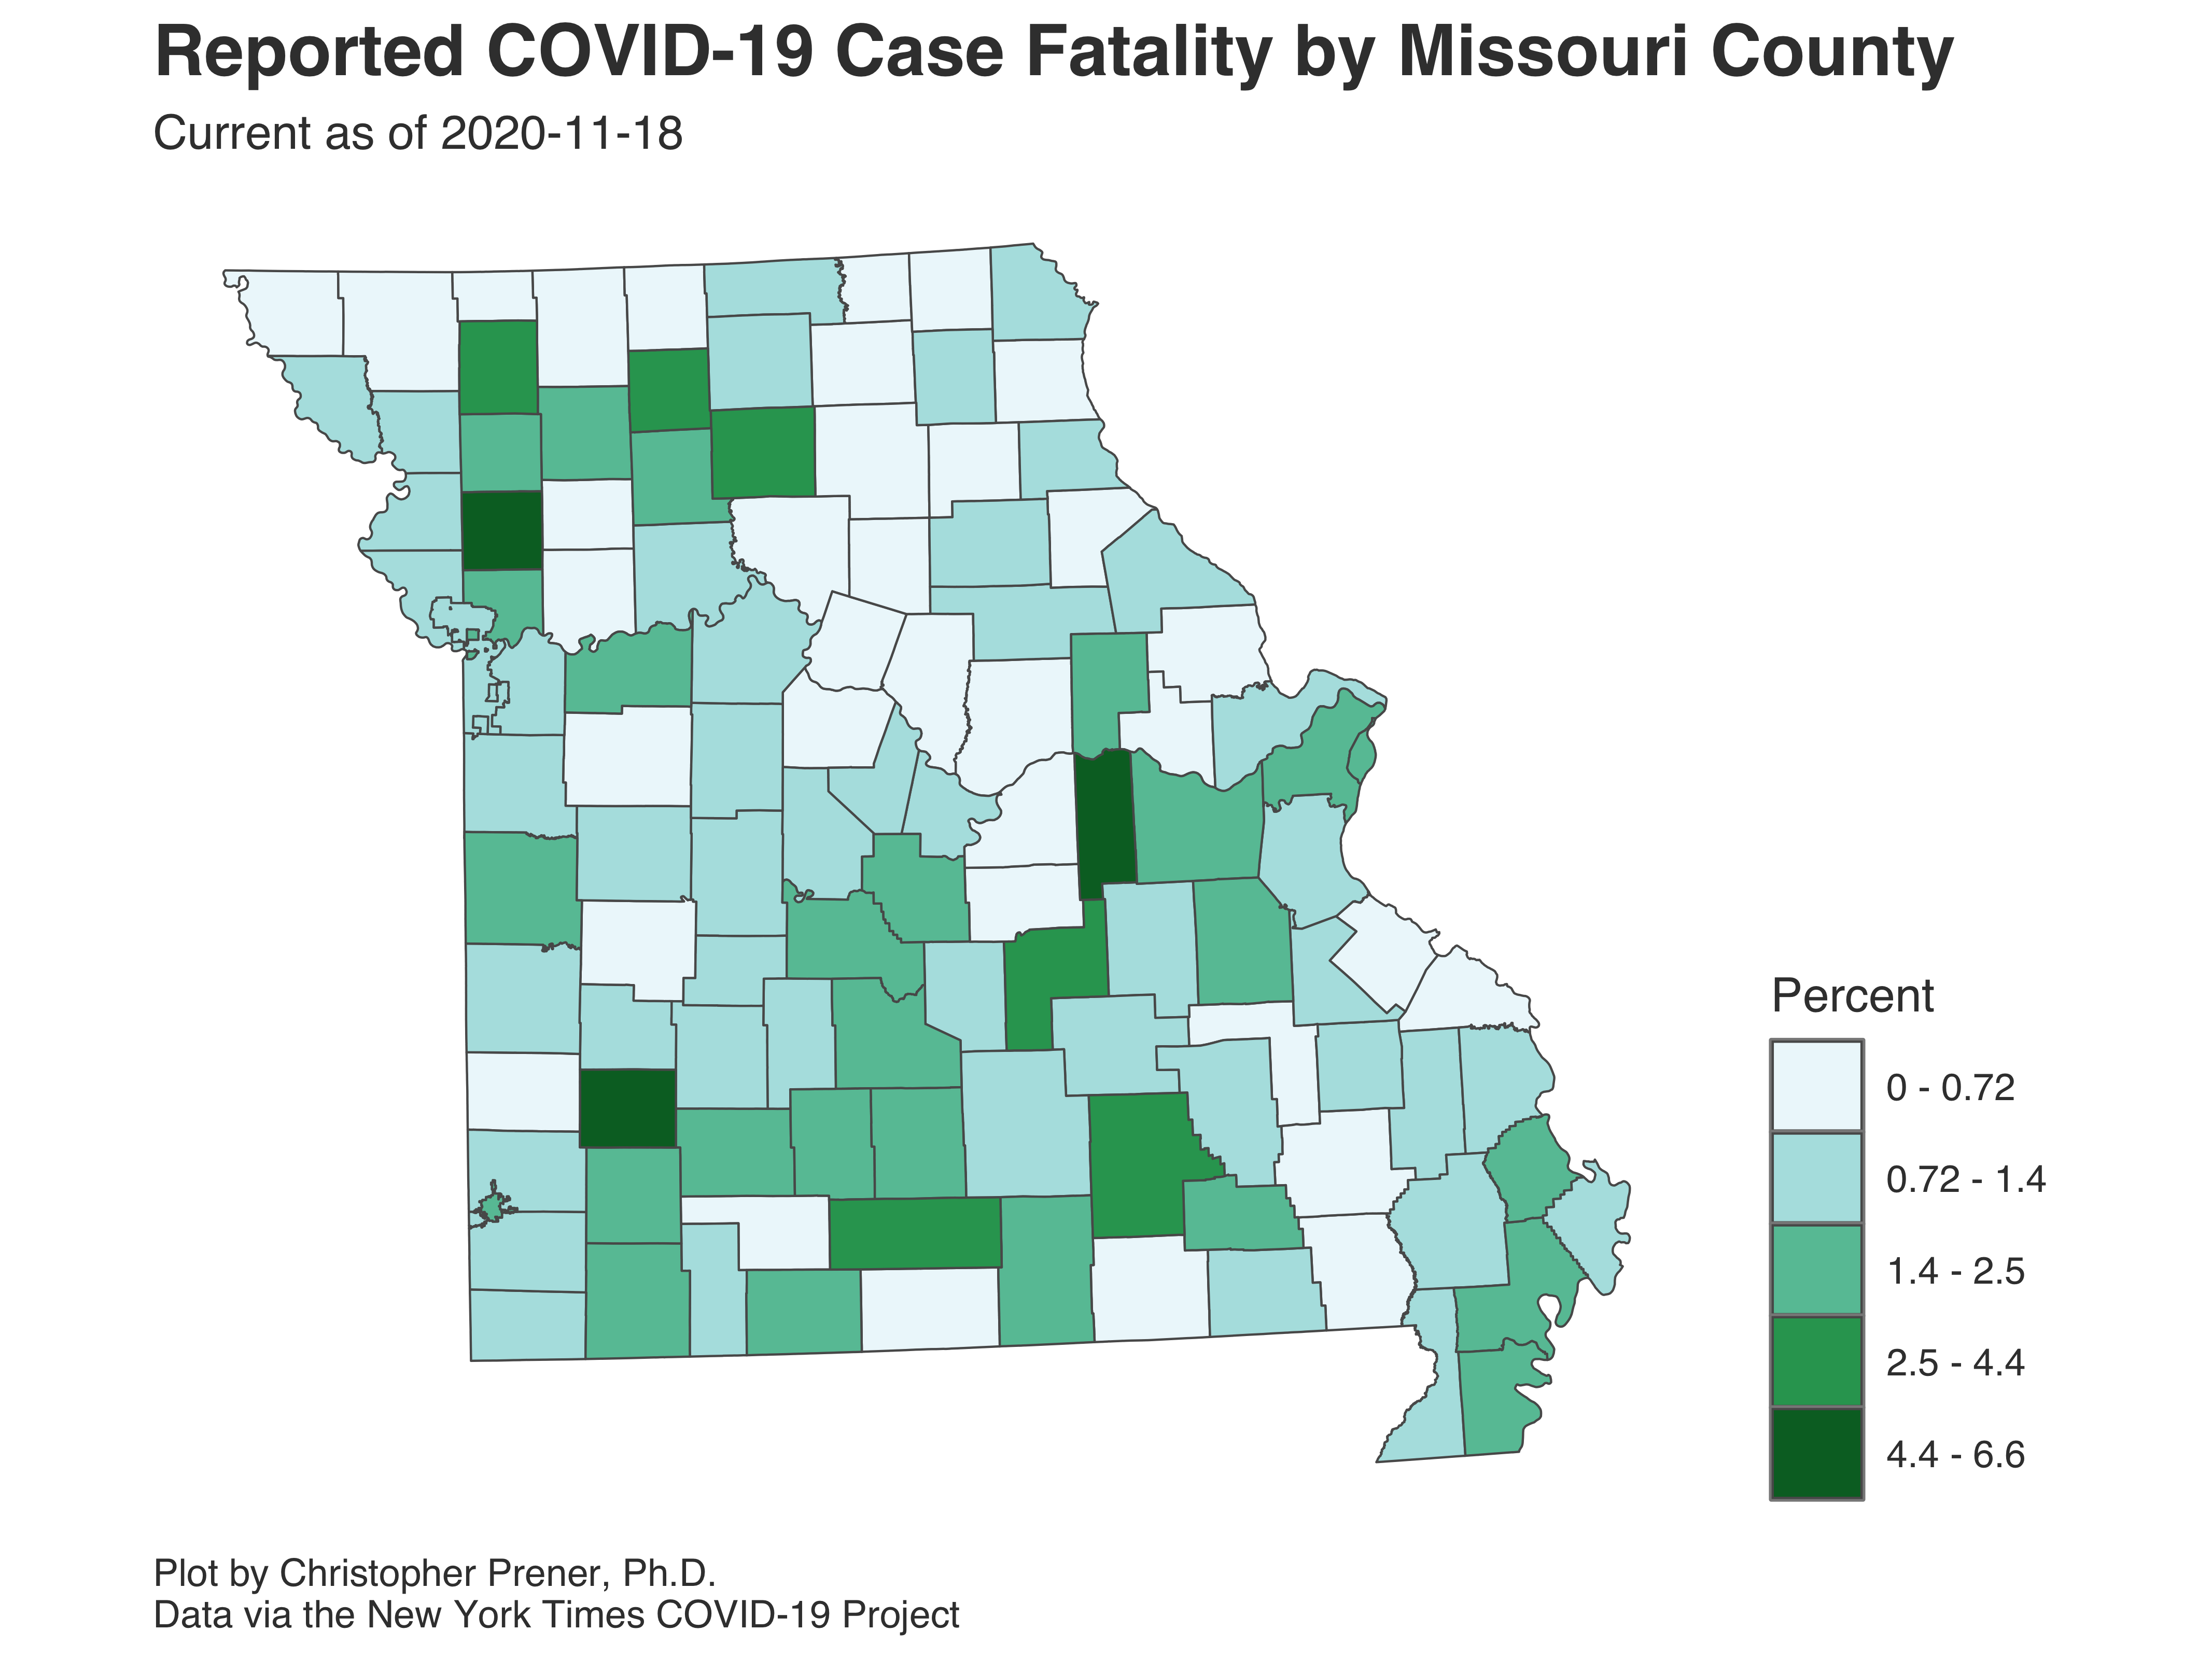 Reported COVID-19 Case Fatality by Missouri County
Current as of 2020-11-18
Percent
0 - 0.72
0.72 - 1.4
1.4 - 2.5
2.5 - 4.4
4.4 - 6.6
Plot by Christopher Prener, Ph.D.
Data via the New York Times COVID-19 Project